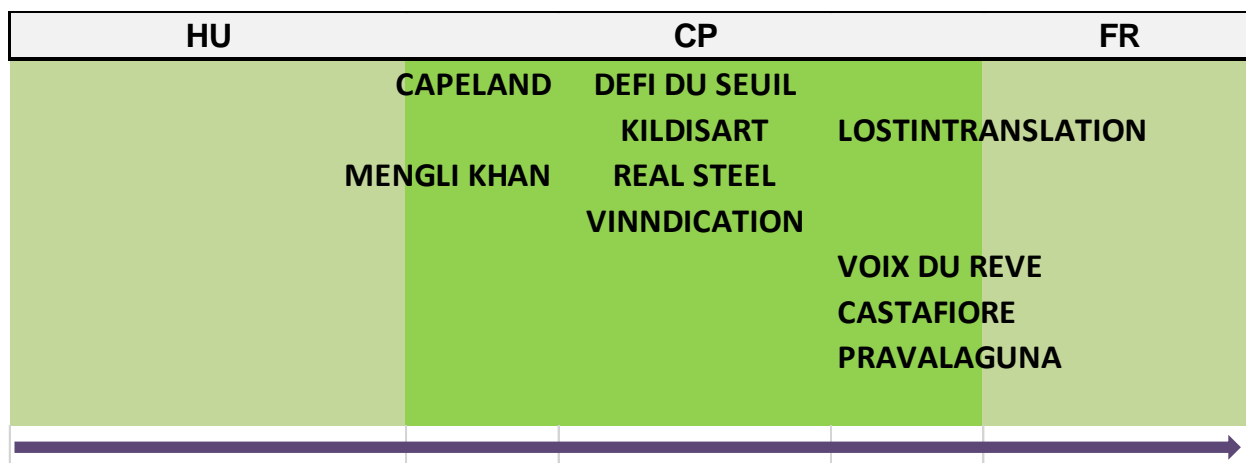 HU CP FR
CAPELAND DEFI DU SEUIL
KILDISART LOSTINTRANSLATION
MENGLI KHAN REAL STEEL
VINNDICATION
VOIX DU REVE
CASTAFIORE
PRAVALAGUNA